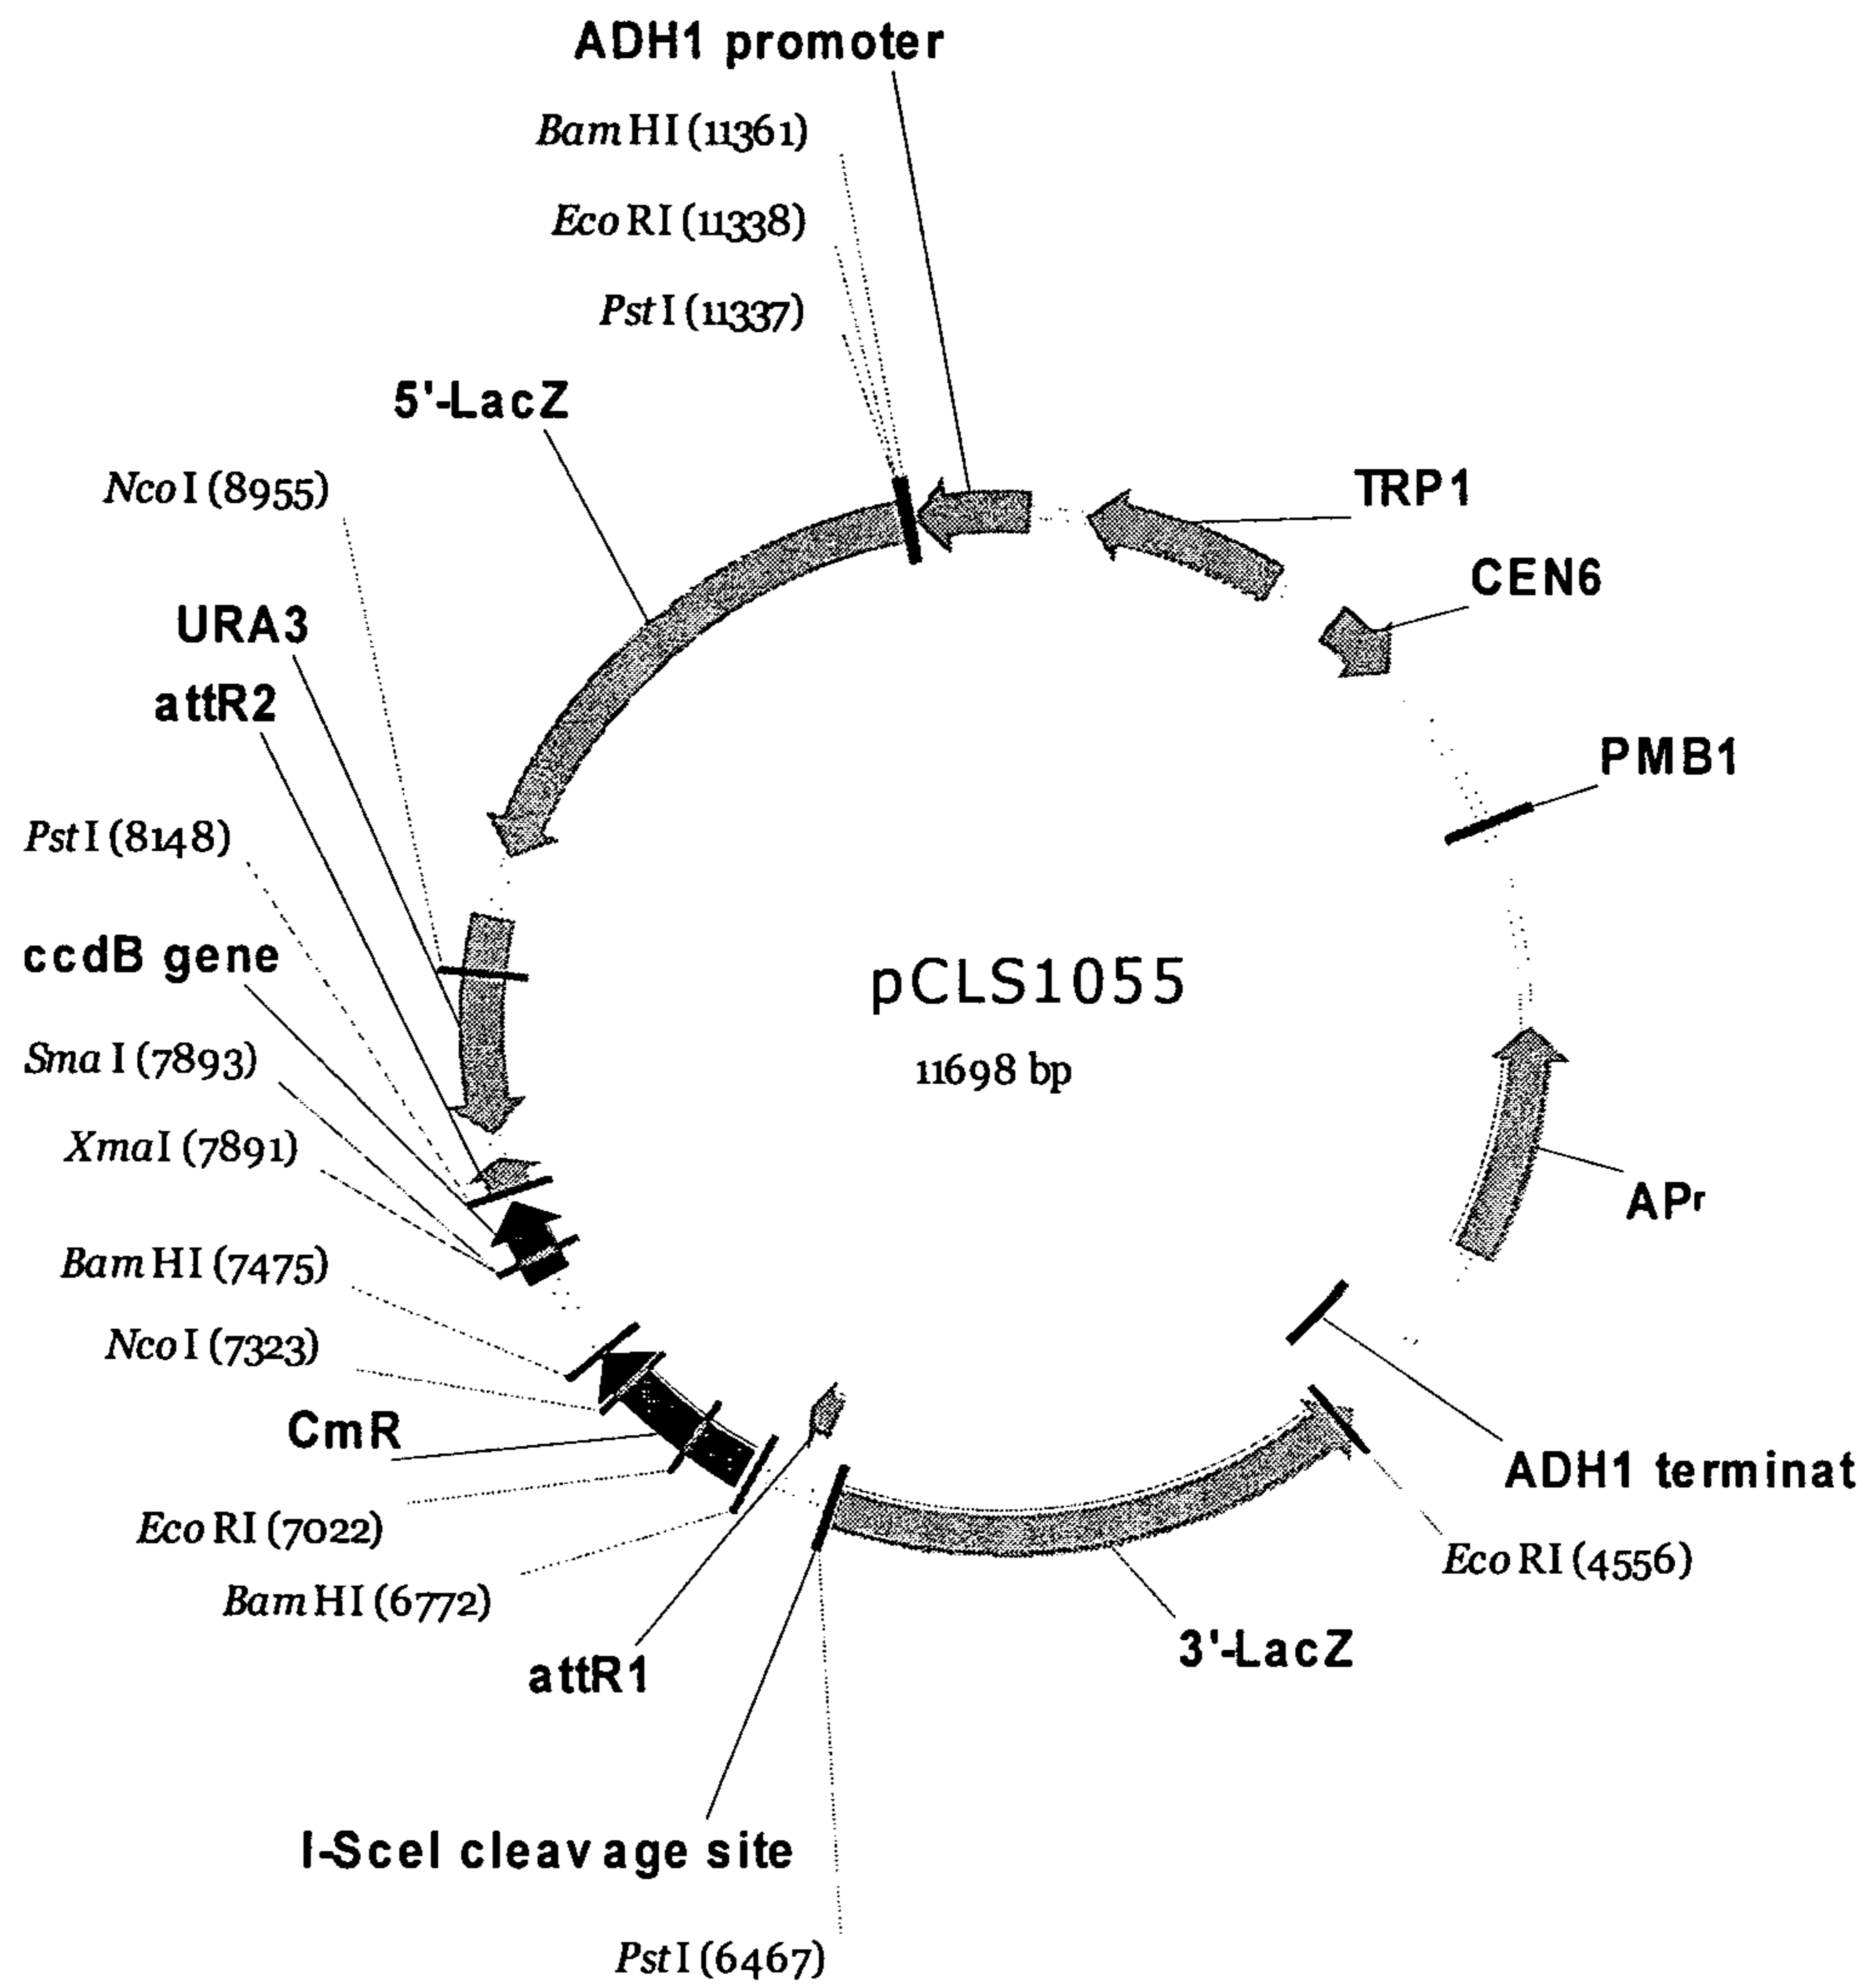 ADH1 promoter
BamHI (11361)
EcoRI (11338)
PstI (11337)
5'-LacZ
NcoI (8955)
TRP1
CEN6
URA3
attR2
PMB1
PstI (8148)
ccdB gene
pCLS1055
SmaI (7893)
11698 bp
XmaI (7891)
APr
BamHI (7475)
NcoI (7323)
CmR
ADH1 terminat
EcoRI (7022)
EcoRI (4556)
BamHI (6772)
3'-LacZ
attR1
I-SceI cleavage site
PstI (6467)